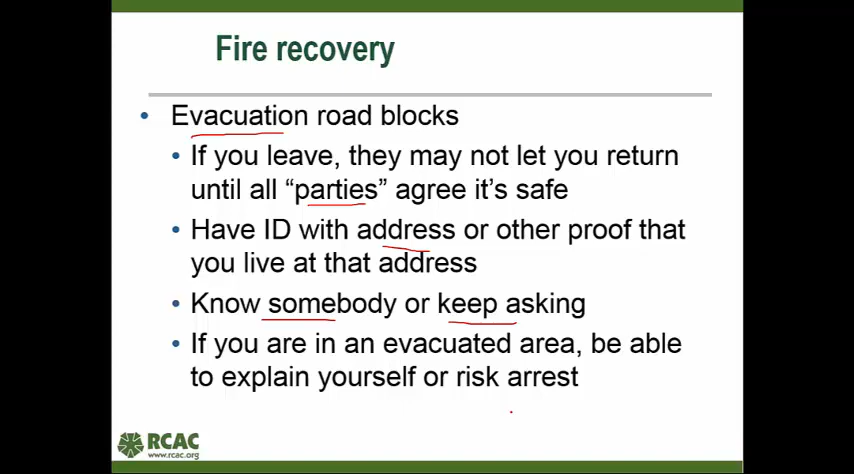 Fire recovery
• Evacuation road blocks
• If you leave, they may not let you return
until all “parties” agree it’s safe
• Have ID with address or other proof that
you live at that address
• Know somebody or keep asking
• If you are in an evacuated area, be able
to explain yourself or risk arrest
RCAC
www.rcac.org